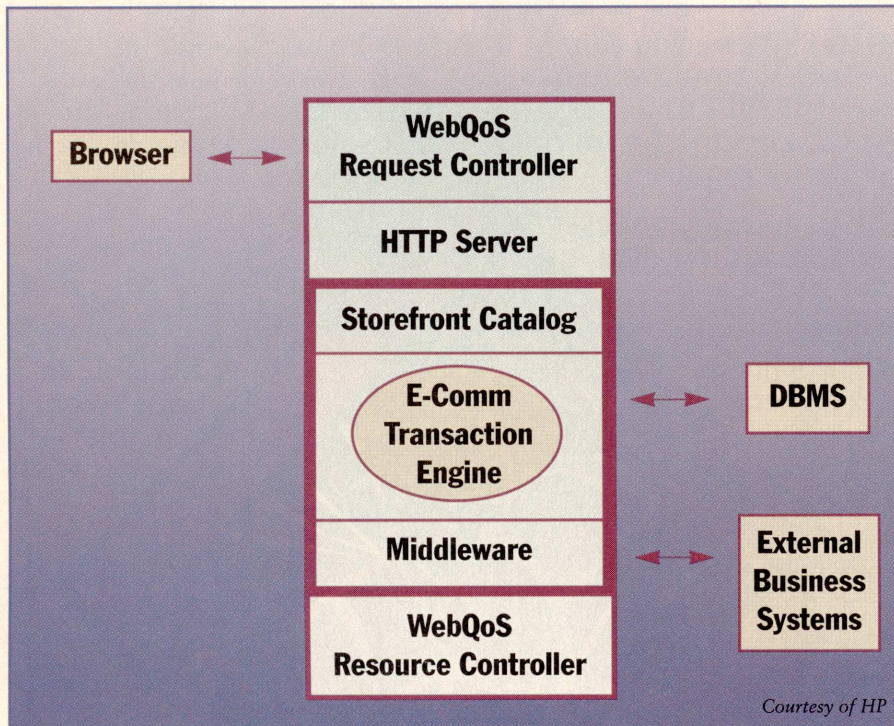 Browser
WebQoS
Request Controller
HTTP Server
Storefront Catalog
E-Comm
Transaction
Engine
DBMS
Middleware
External
Business
Systems
WebQoS
Resource Controller
Courtesy of HP